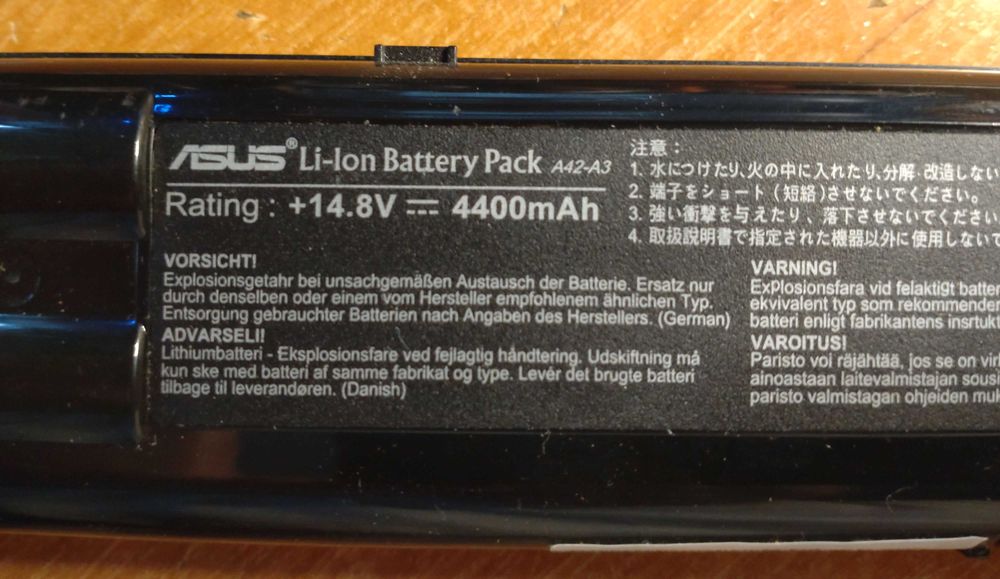 ASUS® Li-Ion Battery Pack A42-A3
Rating : +14.8V ⎓ 4400mAh
VORSICHT!
Explosionsgetahr bei unsachgemäßen Austausch der Batterie. Ersatz nur
durch denselben oder einem vom Hersteller empfohlenem ähnlichen Typ.
Entsorgung gebrauchter Batterien nach Angaben des Herstellers. (German)
ADVARSELI!
Lithiumbatteri - Eksplosionsfare ved fejlagtig håndtering. Udskiftning må
kun ske med batteri af samme fabrikat og type. Levér det brugte batteri
tilbage til leverandøren. (Danish)
注意：
1. 水につけたり、火の中に入れたり、分解・改造しない
2. 端子をショート（短絡）させないでください。
3. 強い衝撃を与えたり、落下させないでください
4. 取扱説明書で指定された機器以外に使用しないで
VARNING!
Explosionsfara vid felaktigt batte
ekvivalent typ som rekommender
batteri enligt fabrikantens insrtukt
VAROITUS!
Paristo voi räjähtää, jos se on vir
ainoastaan laitevalmistajan sousi
paristo valmistagan ohjeiden muk